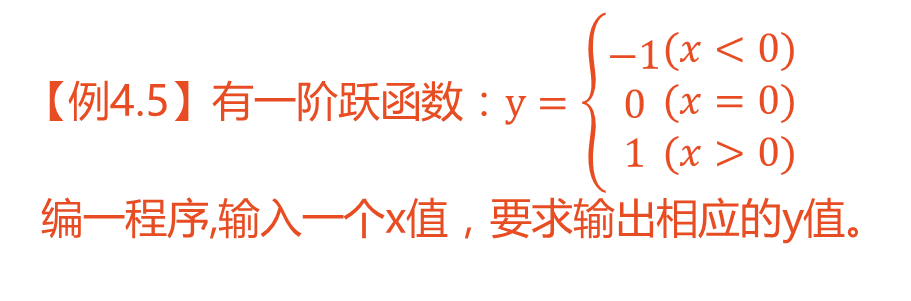 −1(x < 0)
【例4.5】有一阶跃函数：y = { 0 (x = 0)
1 (x > 0)
编一程序,输入一个x值，要求输出相应的y值。